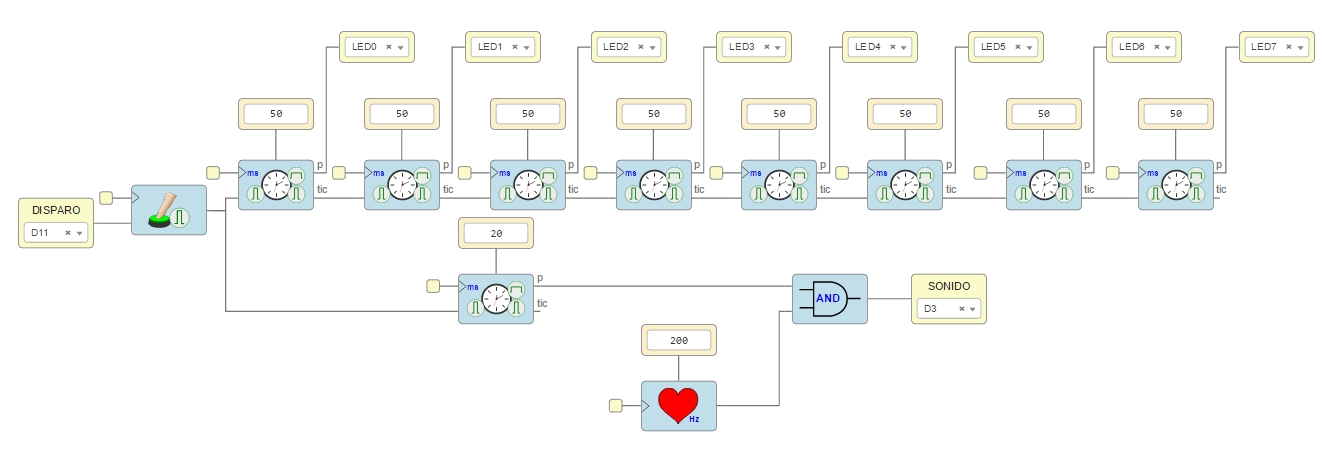 LED0 LED1 LED2 LED3 LED4 LED5 LED6 LED7
50 50 50 50 50 50 50 50
p p p p p p p p
ms ms ms ms ms ms ms ms
tic tic tic tic tic tic tic tic
DISPARO
D11
20
p
ms
tic
AND
SONIDO
D3
200
Hz